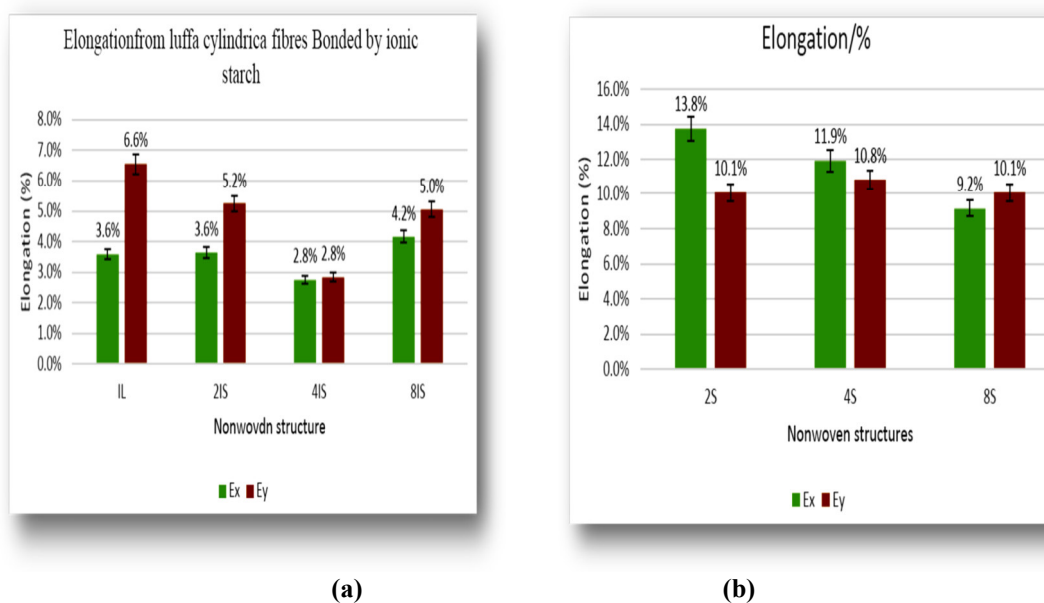 Elongationfrom luffa cylindrica fibres Bonded by ionic
starch
Elongation (%)
8.0%
7.0%
6.0%
5.0%
4.0%
3.0%
2.0%
1.0%
0.0%
3.6%
6.6%
3.6%
5.2%
2.8%
2.8%
4.2%
5.0%
IL
2IS
4IS
8IS
Nonwovdn structure
Ex
Ey
(a)
Elongation/%
Elongation (%)
16.0%
14.0%
12.0%
10.0%
8.0%
6.0%
4.0%
2.0%
0.0%
13.8%
10.1%
11.9%
10.8%
9.2%
10.1%
2S
4S
8S
Nonwoven structures
Ex
Ey
(b)